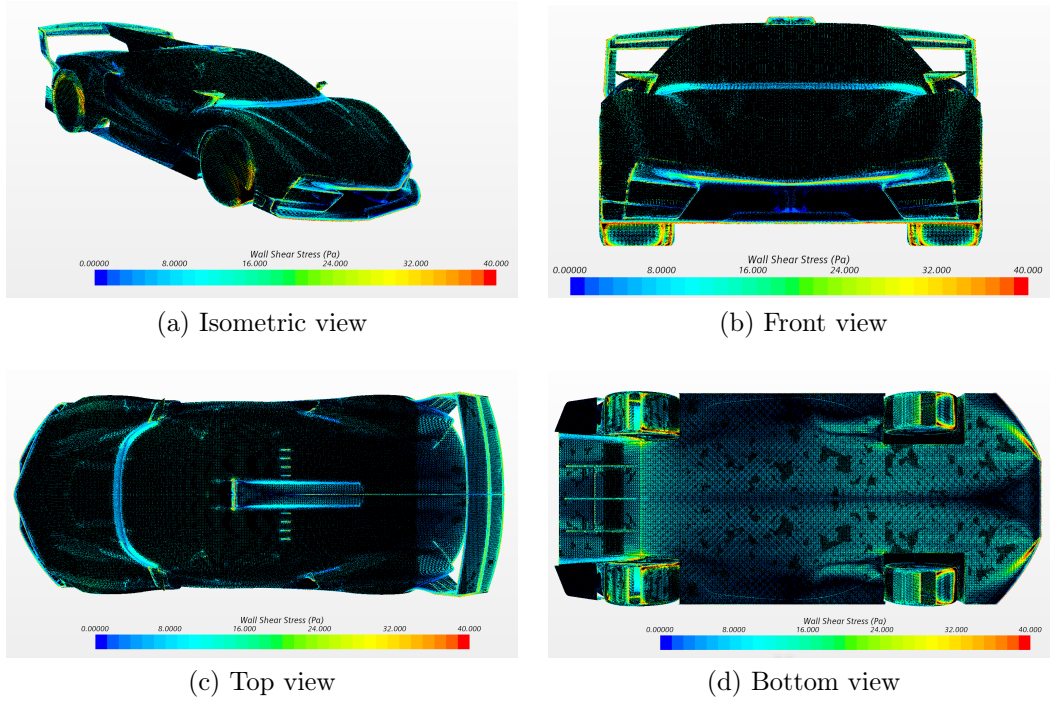 Wall Shear Stress (Pa)
0.00000 8.0000 16.000 24.000 32.000 40.000
(a) Isometric view
Wall Shear Stress (Pa)
0.00000 8.0000 16.000 24.000 32.000 40.000
(b) Front view
Wall Shear Stress (Pa)
0.00000 8.0000 16.000 24.000 32.000 40.000
(c) Top view
Wall Shear Stress (Pa)
0.00000 8.0000 16.000 24.000 32.000 40.000
(d) Bottom view